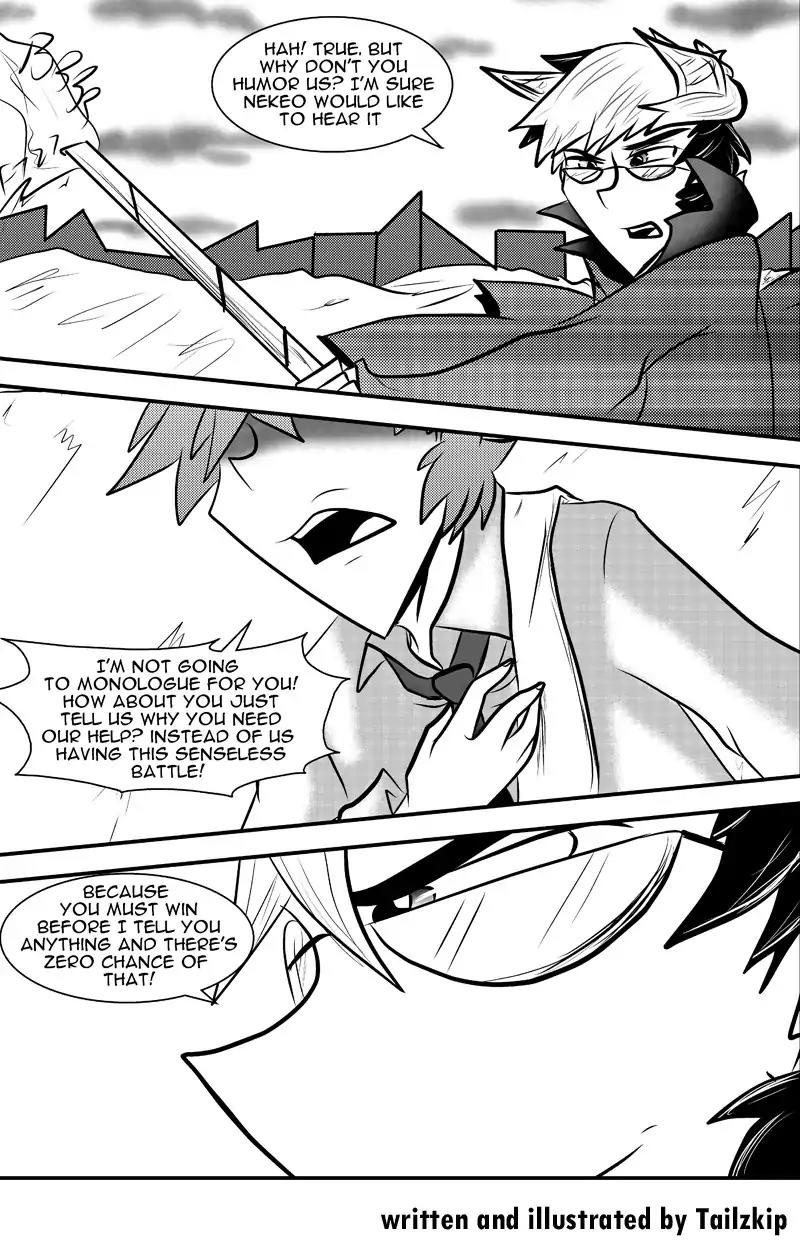 HAH! TRUE, BUT
WHY DON'T YOU
HUMOR US? I'M SURE
NEKEO WOULD LIKE
TO HEAR IT
I'M NOT GOING
TO MONOLOGUE FOR YOU!
HOW ABOUT YOU JUST
TELL US WHY YOU NEED
OUR HELP? INSTEAD OF US
HAVING THIS SENSELESS
BATTLE!
BECAUSE
YOU MUST WIN
BEFORE I TELL YOU
ANYTHING AND THERE'S
ZERO CHANCE OF
THAT!
written and illustrated by Tailzkip